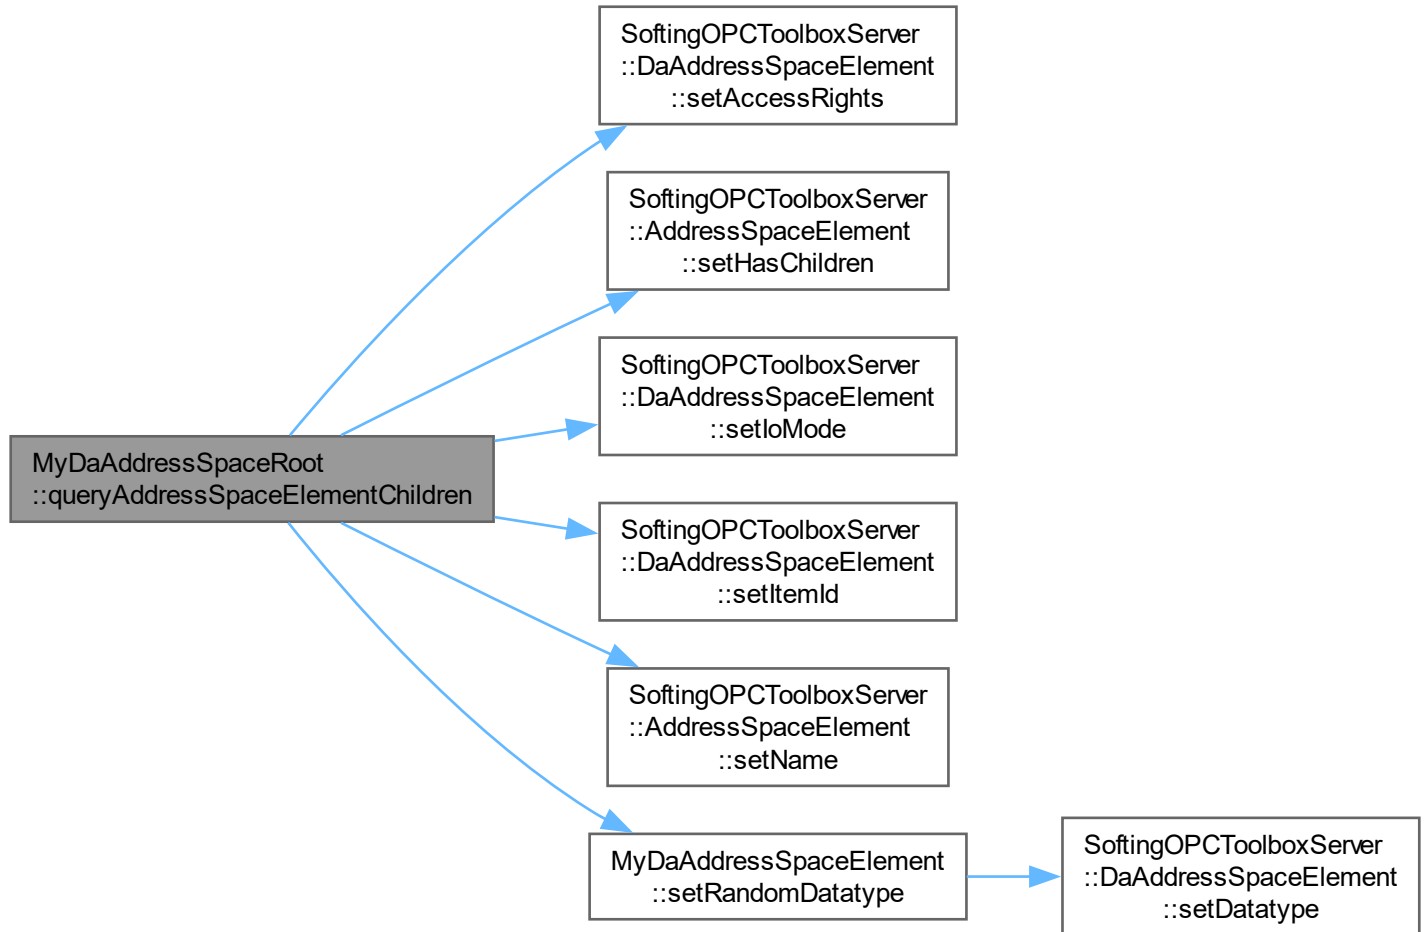 SoftingOPCToolboxServer
::DaAddressSpaceElement
::setAccessRights
SoftingOPCToolboxServer
::AddressSpaceElement
::setHasChildren
SoftingOPCToolboxServer
::DaAddressSpaceElement
::setIoMode
MyDaAddressSpaceRoot
::queryAddressSpaceElementChildren
SoftingOPCToolboxServer
::DaAddressSpaceElement
::setItemId
SoftingOPCToolboxServer
::AddressSpaceElement
::setName
MyDaAddressSpaceElement
::setRandomDatatype
SoftingOPCToolboxServer
::DaAddressSpaceElement
::setDatatype